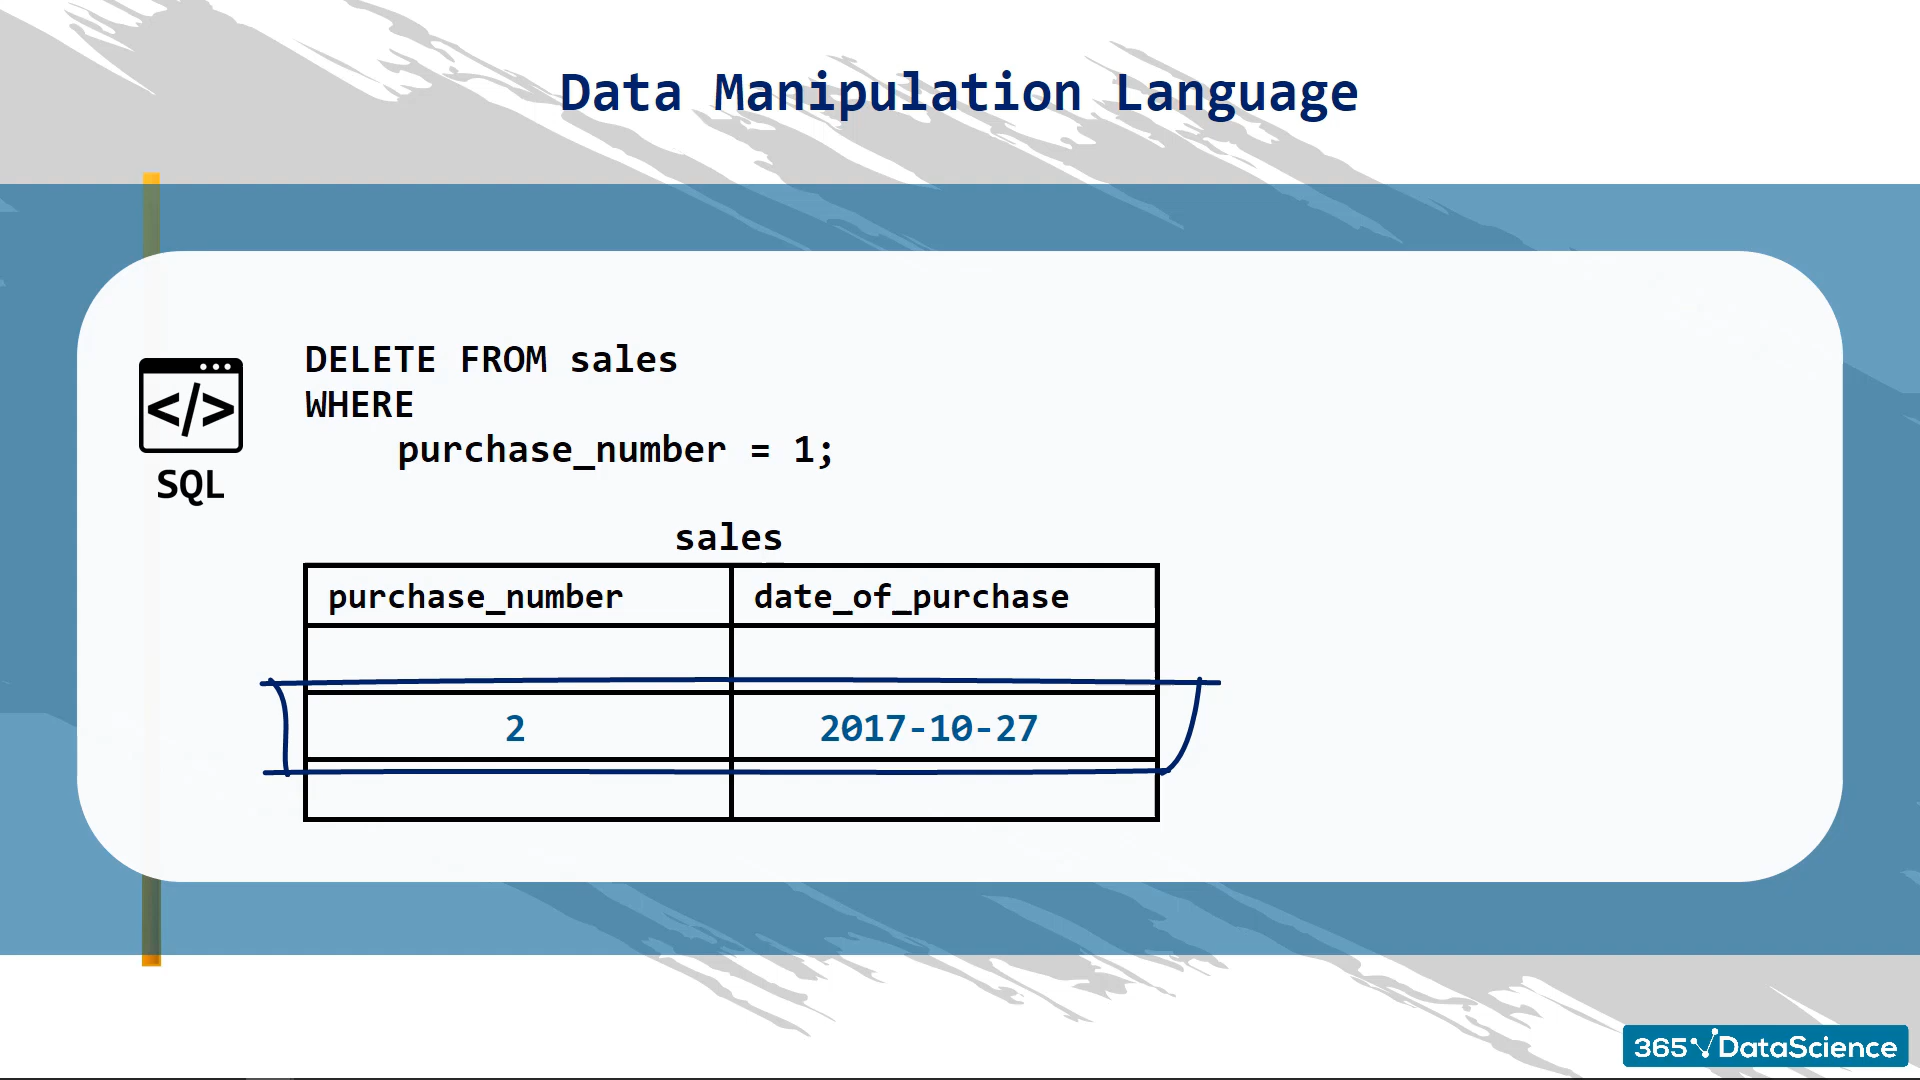 Data Manipulation Language
DELETE FROM sales
WHERE
purchase_number = 1;
</>
SQL
sales
purchase_number date_of_purchase
2 2017-10-27
365 DataScience